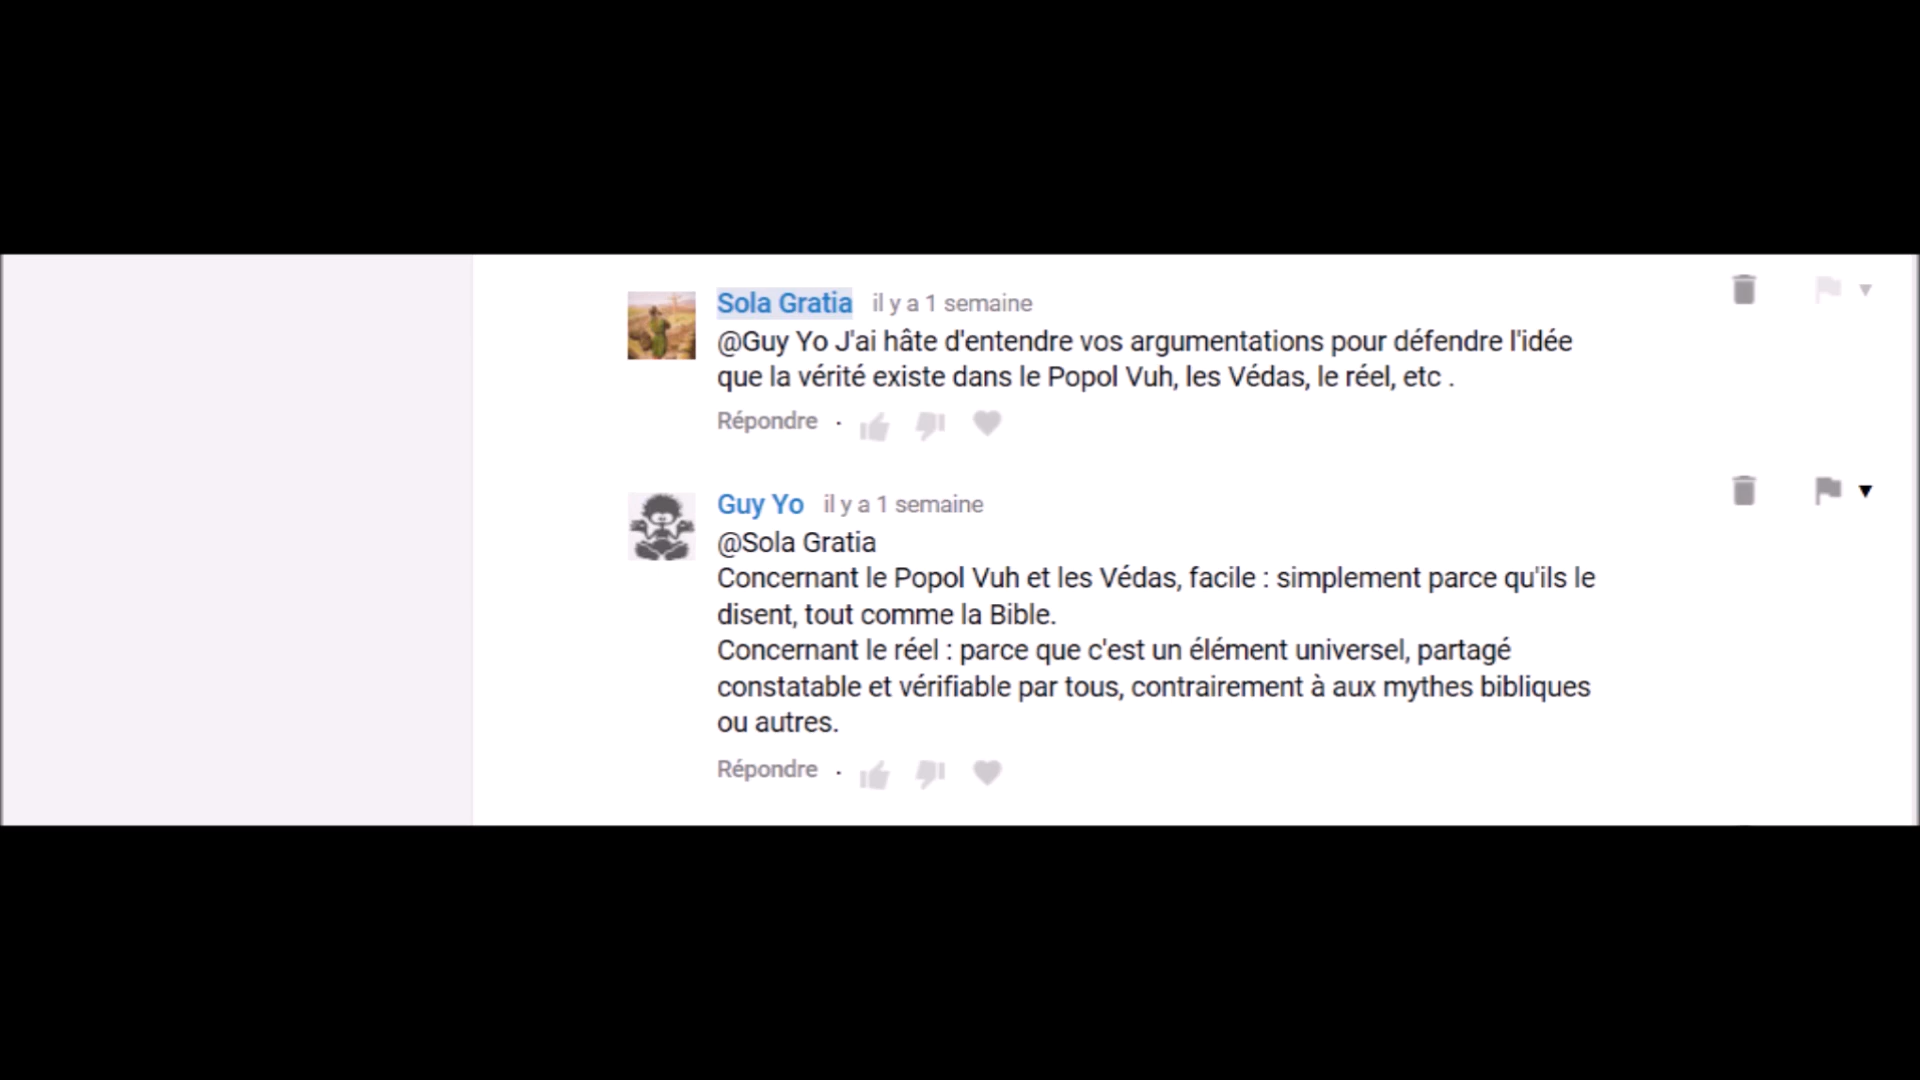 Sola Gratia il y a 1 semaine
@Guy Yo J'ai hâte d'entendre vos argumentations pour défendre l'idée
que la vérité existe dans le Popol Vuh, les Védas, le réel, etc .
Répondre ·
Guy Yo il y a 1 semaine
@Sola Gratia
Concernant le Popol Vuh et les Védas, facile : simplement parce qu'ils le
disent, tout comme la Bible.
Concernant le réel : parce que c'est un élément universel, partagé
constatable et vérifiable par tous, contrairement à aux mythes bibliques
ou autres.
Répondre ·